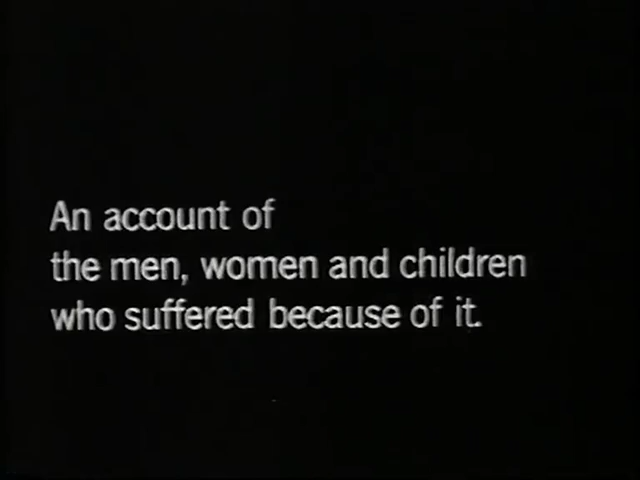 An account of
the men, women and children
who suffered because of it.